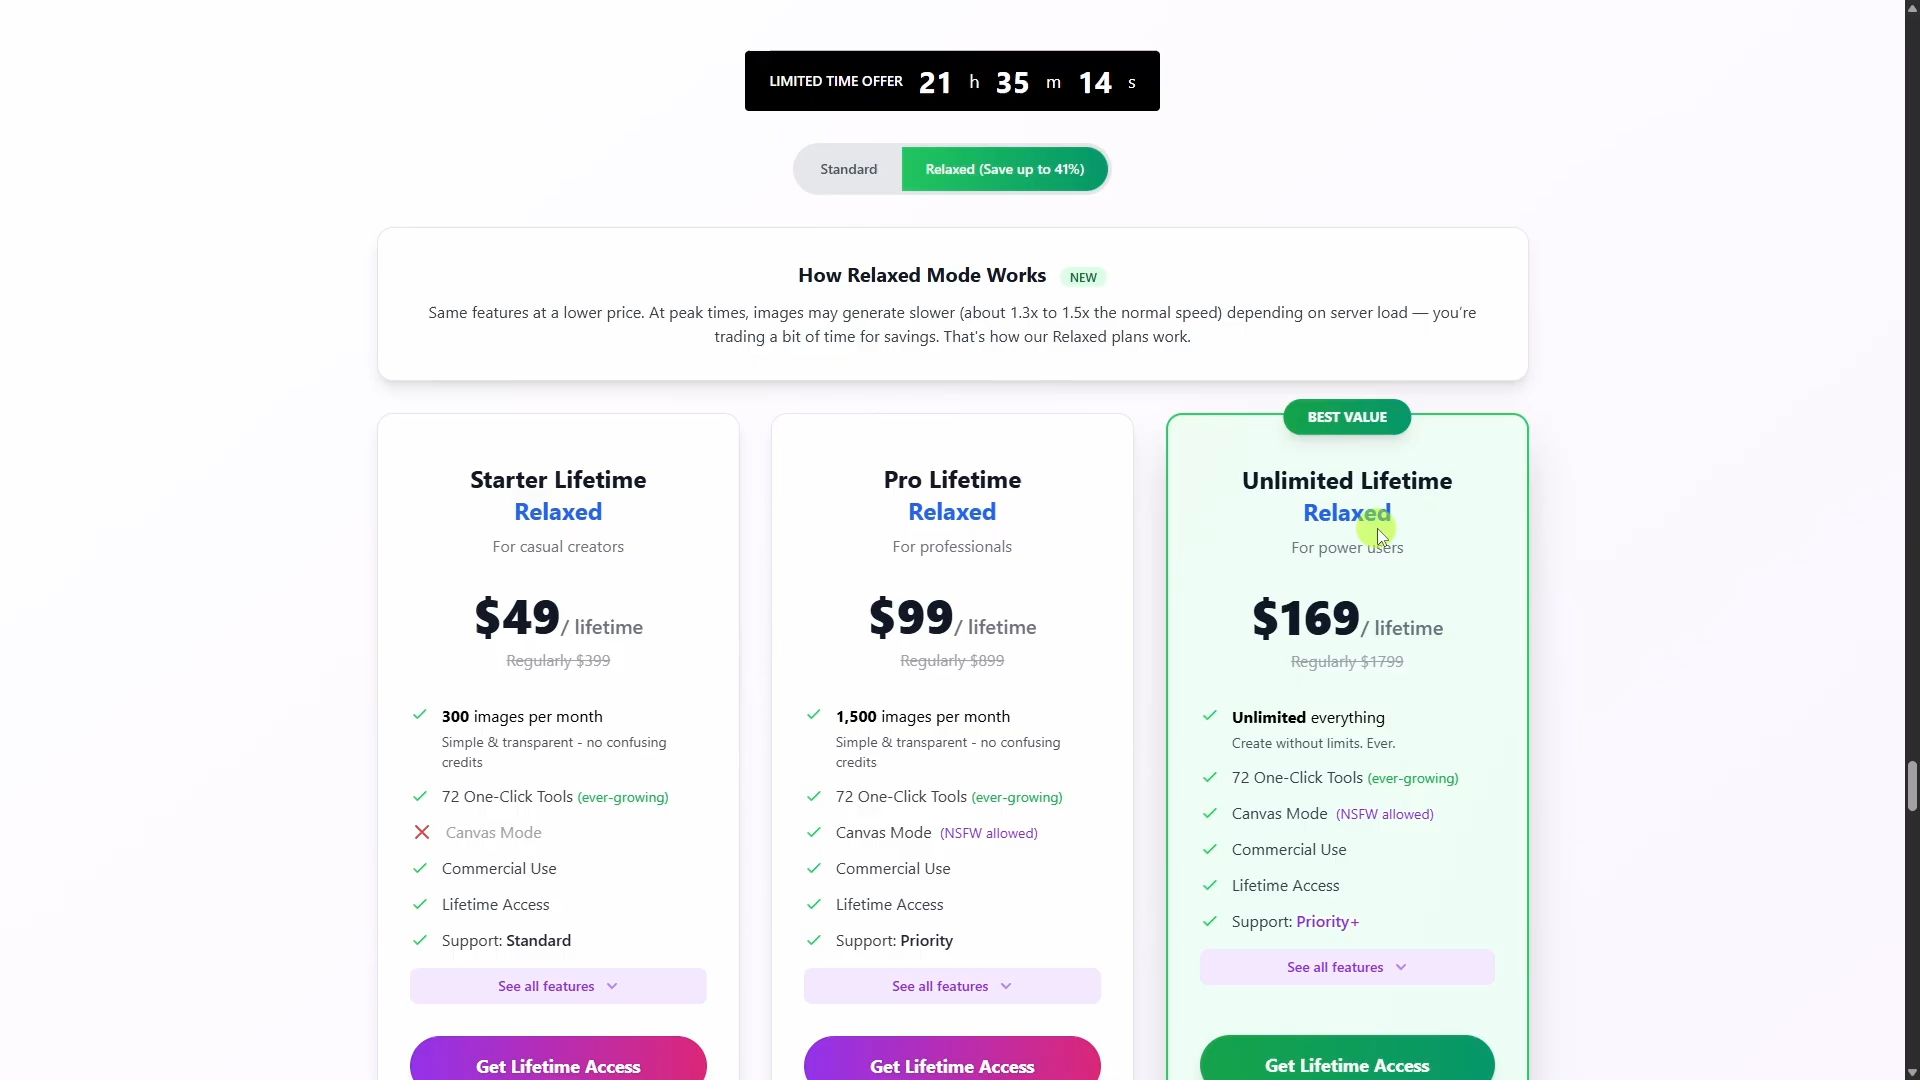 LIMITED TIME OFFER 21 h 35 m 14 s
Standard
Relaxed (Save up to 41%)
How Relaxed Mode Works NEW
Same features at a lower price. At peak times, images may generate slower (about 1.3x to 1.5x the normal speed) depending on server load — you're
trading a bit of time for savings. That's how our Relaxed plans work.
Starter Lifetime
Relaxed
For casual creators
$49/ lifetime
Regularly $399
300 images per month
Simple & transparent - no confusing
credits
72 One-Click Tools (ever-growing)
Canvas Mode
Commercial Use
Lifetime Access
Support: Standard
See all features
Get Lifetime Access
Pro Lifetime
Relaxed
For professionals
$99/ lifetime
Regularly $899
1,500 images per month
Simple & transparent - no confusing
credits
72 One-Click Tools (ever-growing)
Canvas Mode (NSFW allowed)
Commercial Use
Lifetime Access
Support: Priority
See all features
Get Lifetime Access
BEST VALUE
Unlimited Lifetime
Relaxed
For power users
$169/ lifetime
Regularly $1799
Unlimited everything
Create without limits. Ever.
72 One-Click Tools (ever-growing)
Canvas Mode (NSFW allowed)
Commercial Use
Lifetime Access
Support: Priority+
See all features
Get Lifetime Access